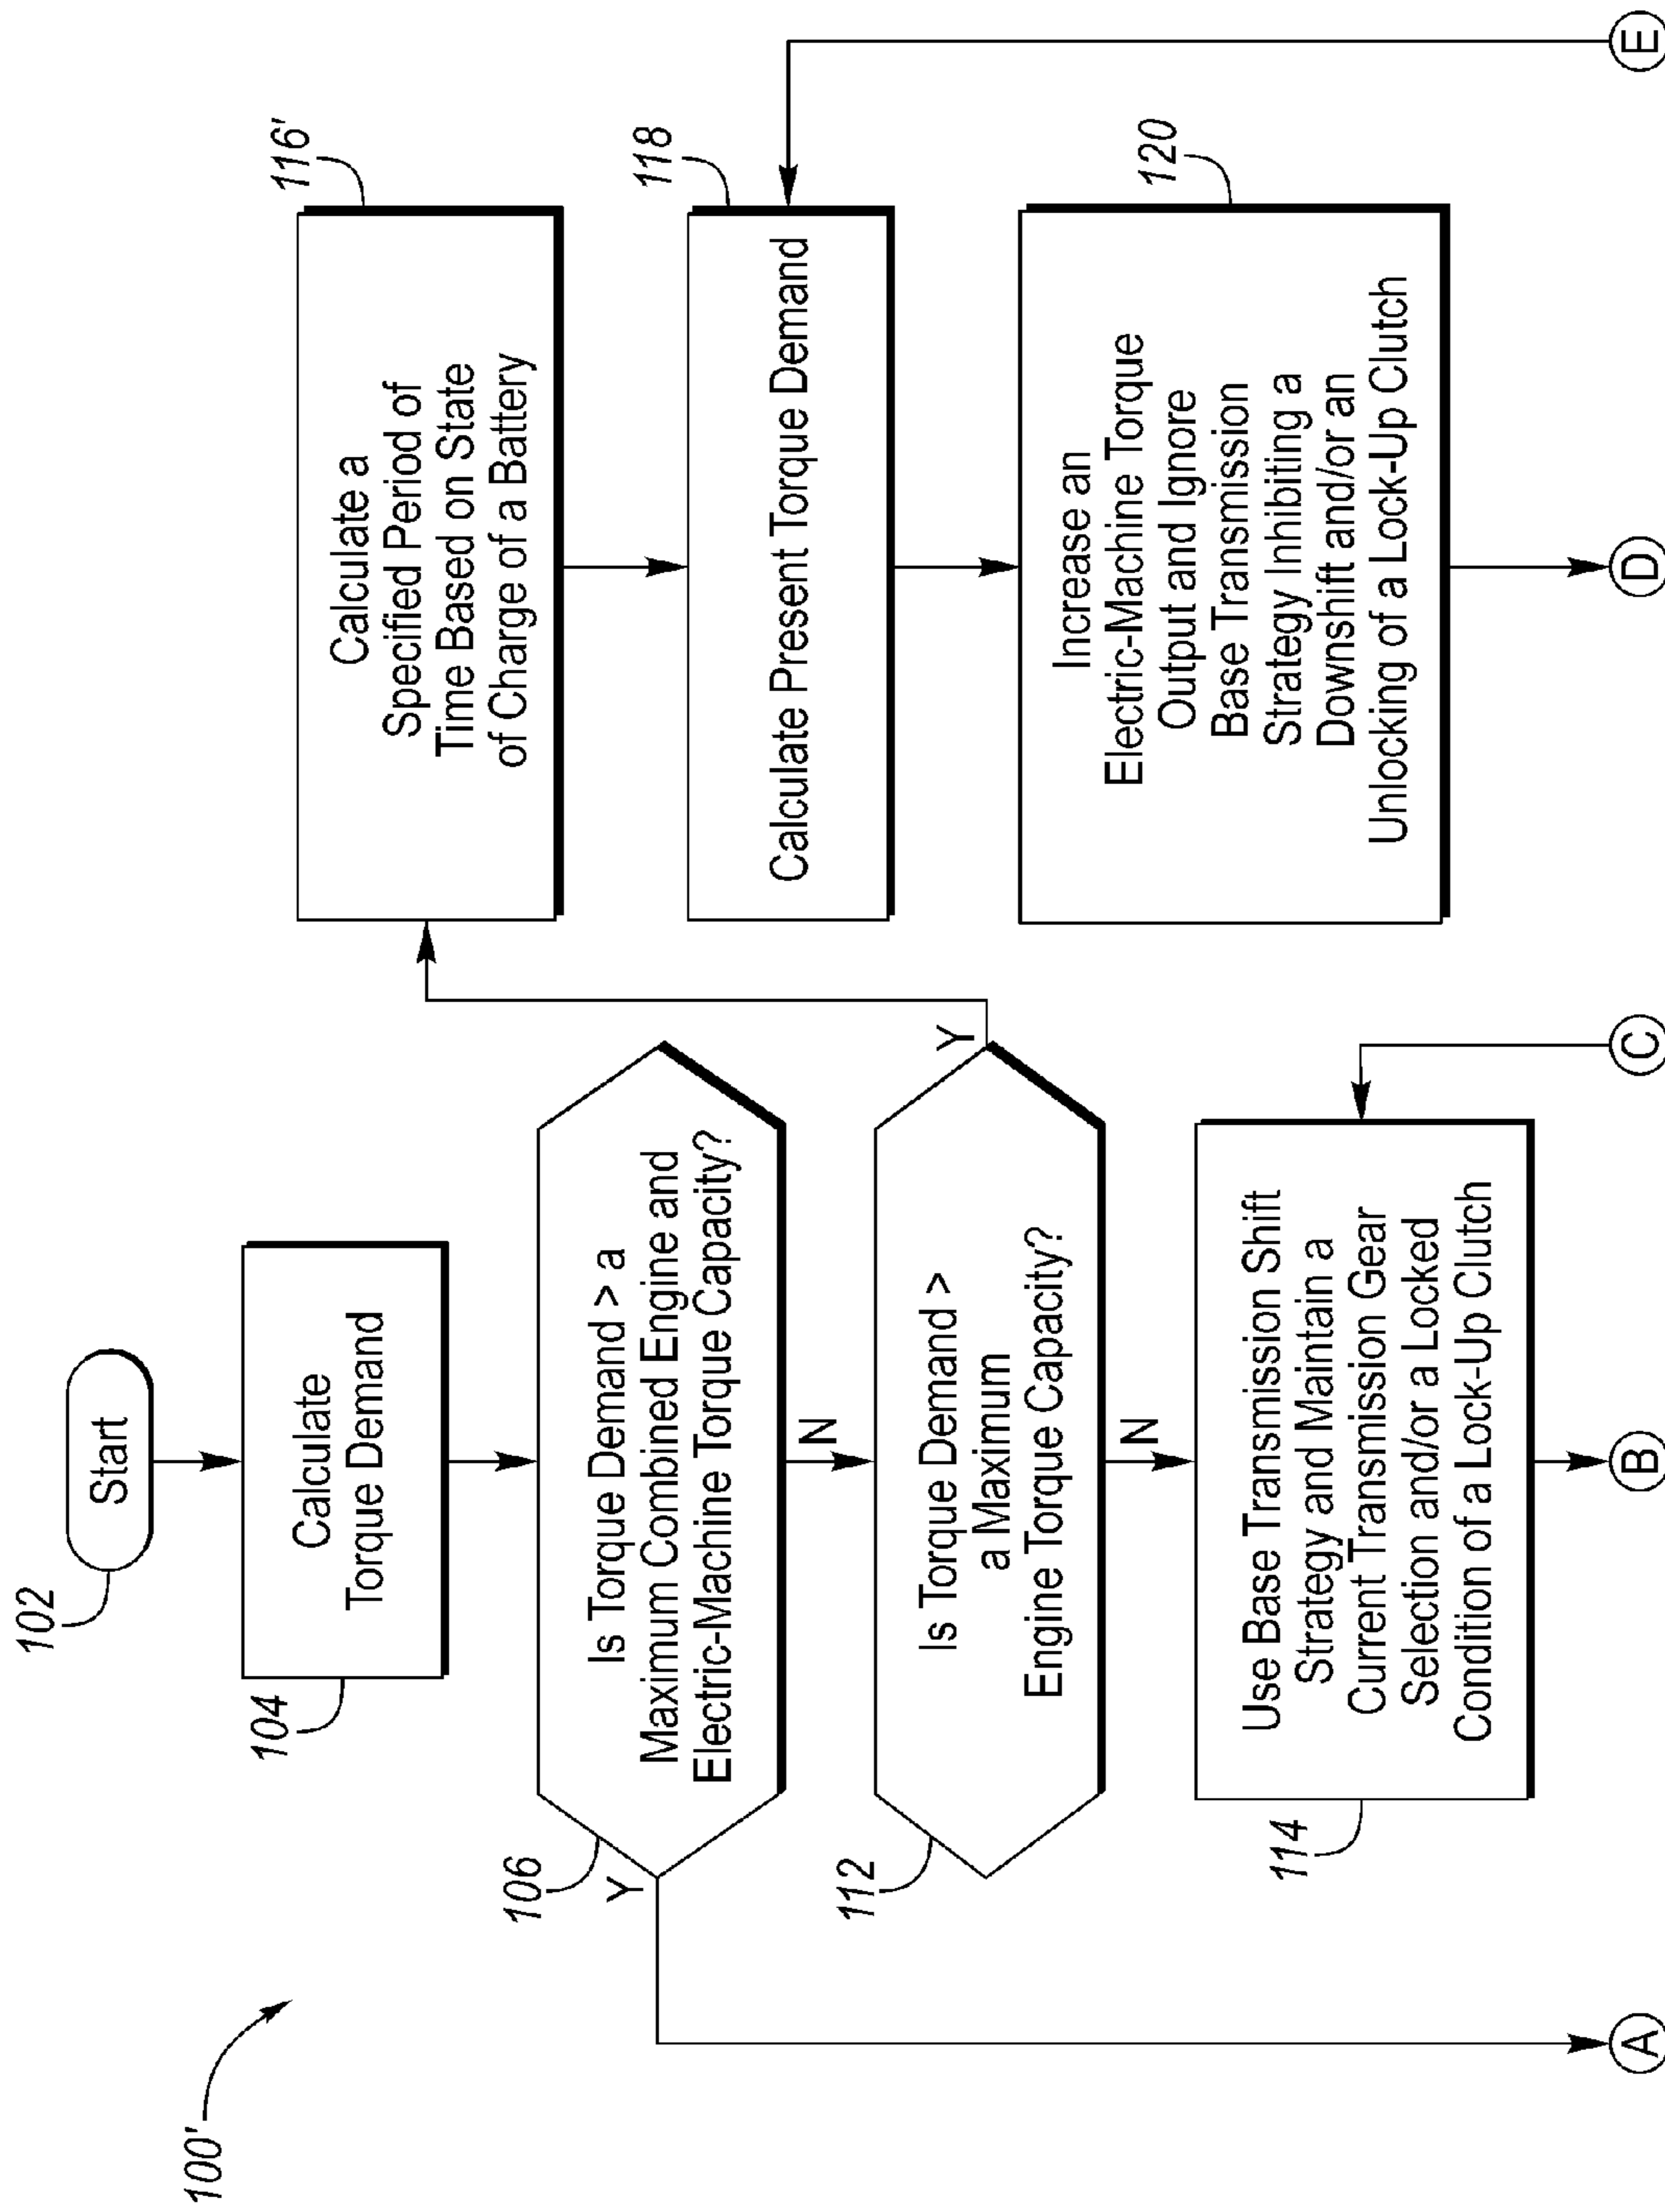 100'
102
Start
104
Calculate
Torque Demand
106
Is Torque Demand > a
Maximum Combined Engine and
Electric-Machine Torque Capacity?
Y
N
112
Is Torque Demand >
a Maximum
Engine Torque Capacity?
Y
N
114
Use Base Transmission Shift
Strategy and Maintain a
Current Transmission Gear
Selection and/or a Locked
Condition of a Lock-Up Clutch
116'
Calculate a
Specified Period of
Time Based on State
of Charge of a Battery
118
Calculate Present Torque Demand
120
Increase an
Electric-Machine Torque
Output and Ignore
Base Transmission
Strategy Inhibiting a
Downshift and/or an
Unlocking of a Lock-Up Clutch
A
B
C
D
E